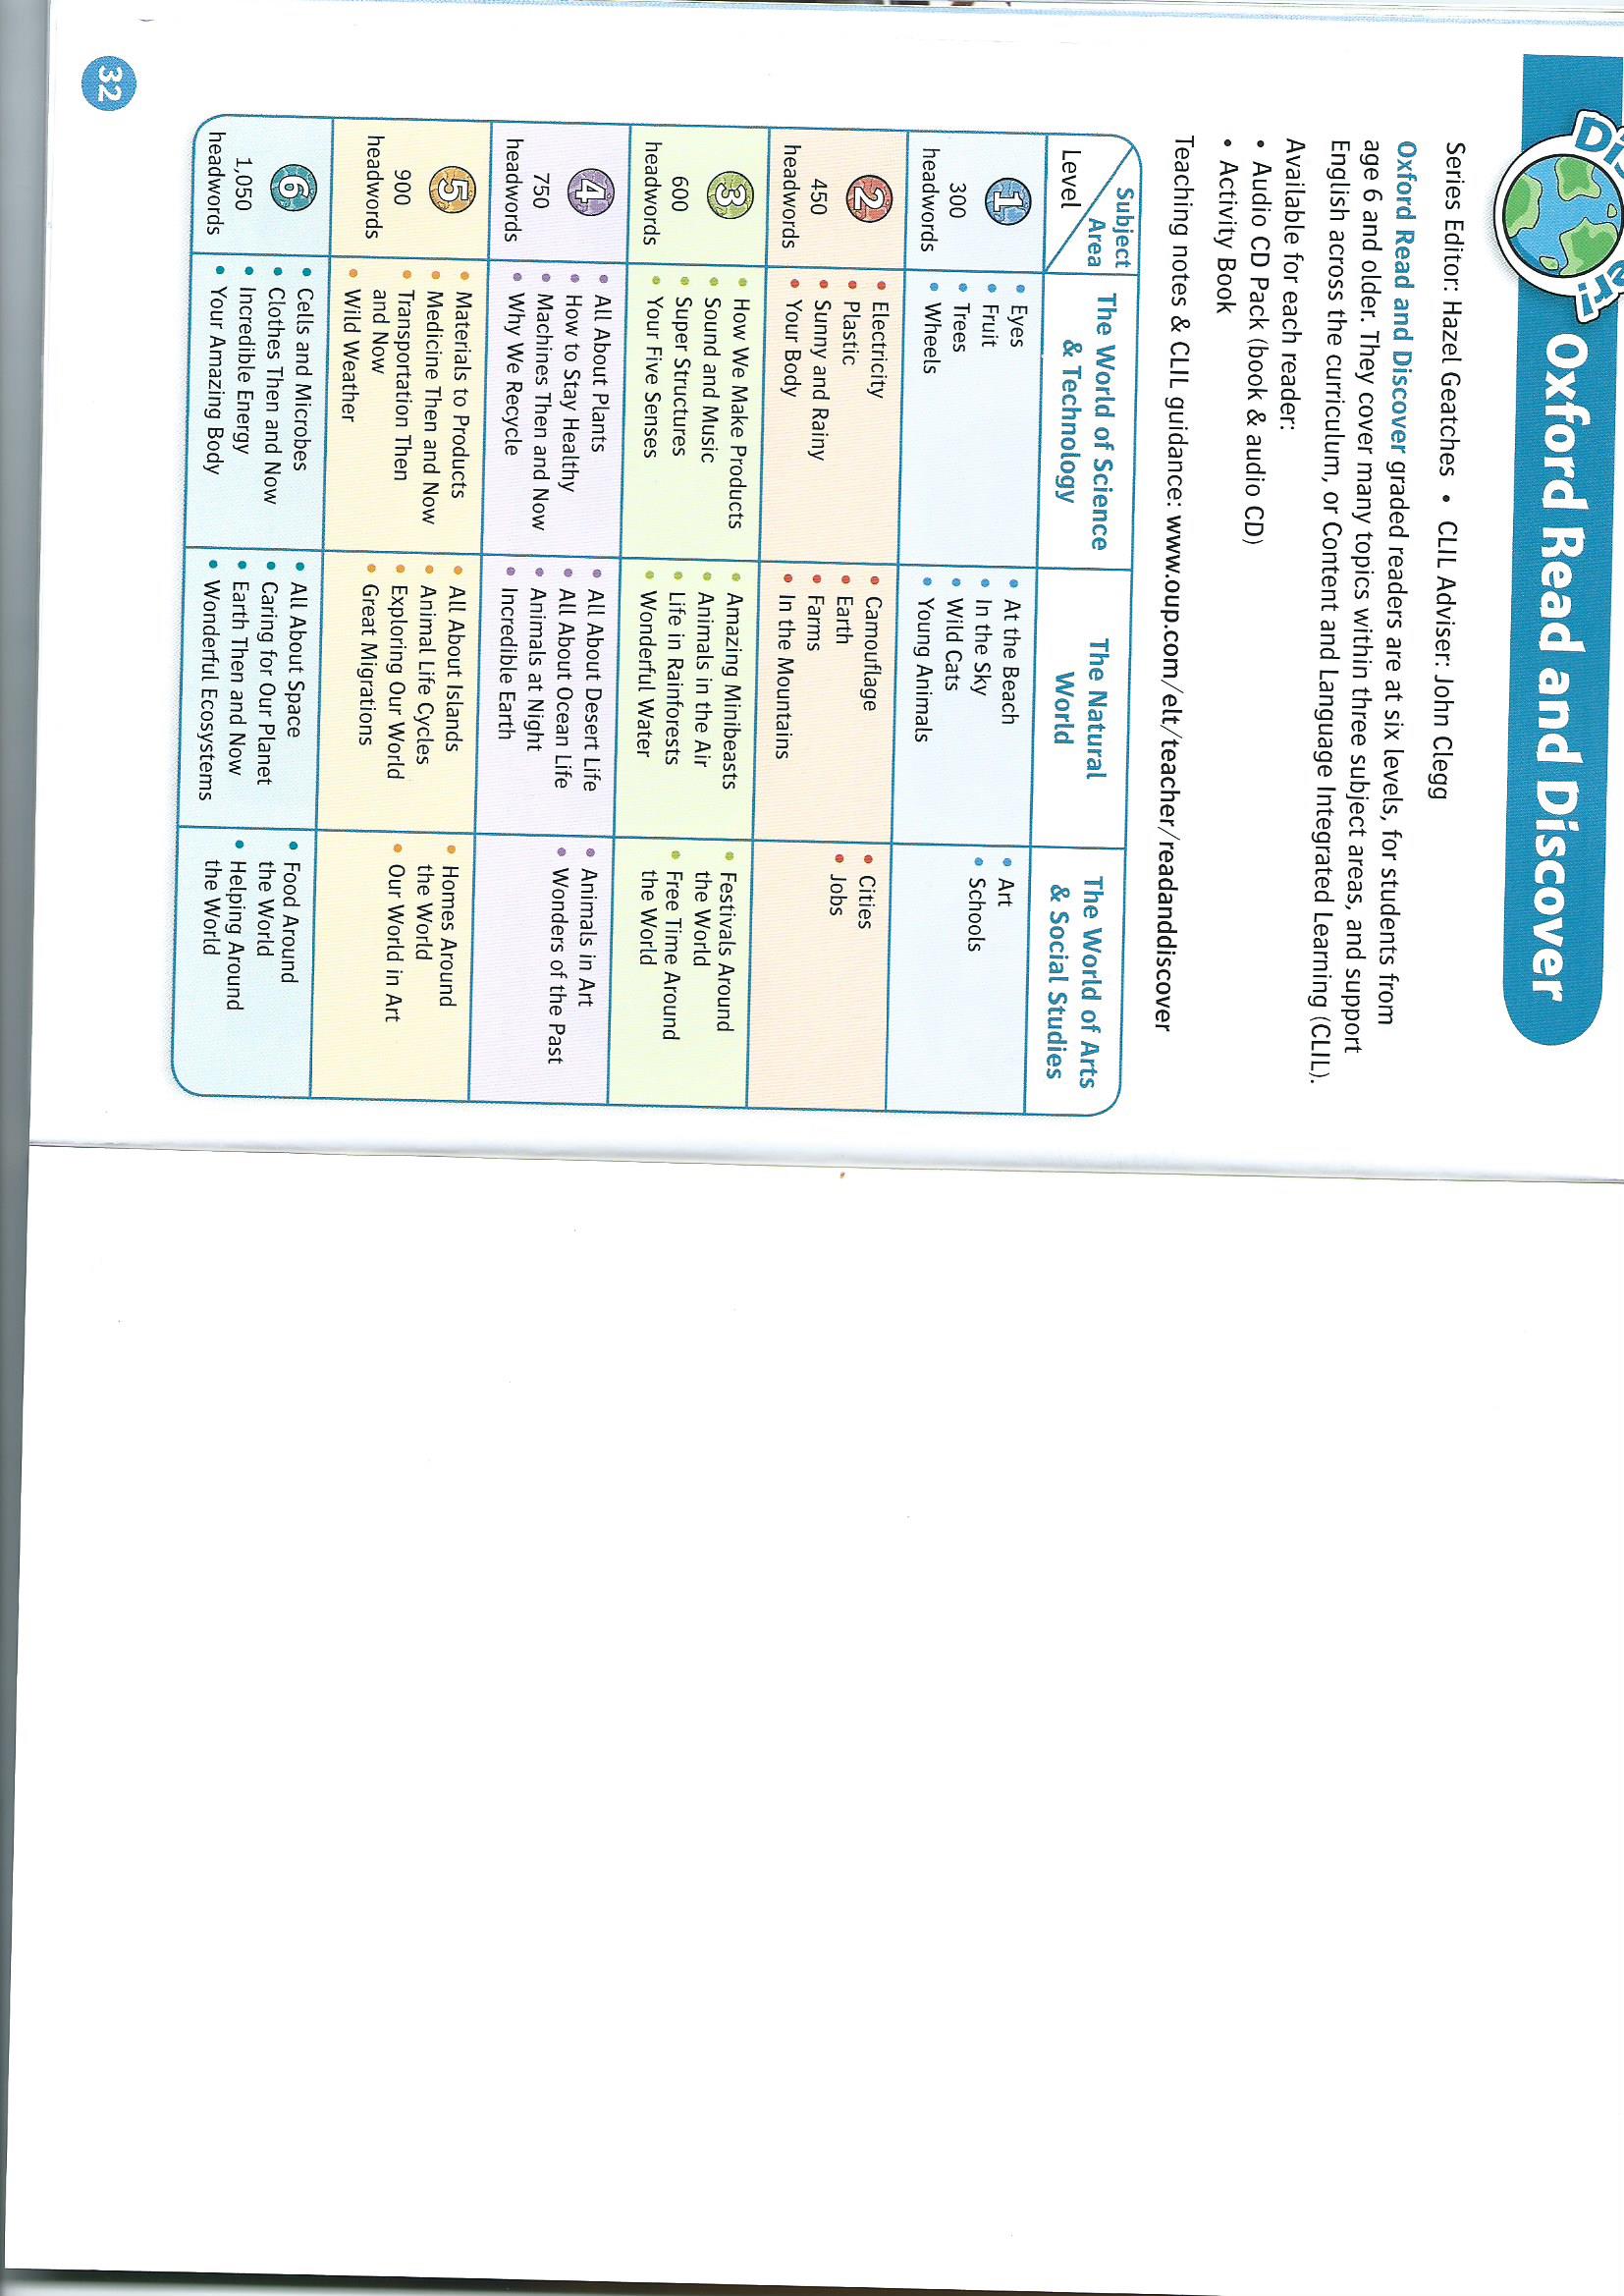 Oxford Read and Discover
Series Editor: Hazel Geatches • CLIL Adviser: John Clegg
Oxford Read and Discover graded readers are at six levels, for students from
age 6 and older. They cover many topics within three subject areas, and support
English across the curriculum, or Content and Language Integrated Learning (CLIL).
Available for each reader:
• Audio CD Pack (book & audio CD)
• Activity Book
Teaching notes & CLIL guidance: www.oup.com/elt/teacher/readanddiscover
Subject
Area
Level
The World of Science
& Technology
The Natural
World
The World of Arts
& Social Studies
1
300
headwords
• Eyes
• Fruit
• Trees
• Wheels
• At the Beach
• In the Sky
• Wild Cats
• Young Animals
• Art
• Schools
2
450
headwords
• Electricity
• Plastic
• Sunny and Rainy
• Your Body
• Camouflage
• Earth
• Farms
• In the Mountains
• Cities
• Jobs
3
600
headwords
• How We Make Products
• Sound and Music
• Super Structures
• Your Five Senses
• Amazing Minibeasts
• Animals in the Air
• Life in Rainforests
• Wonderful Water
• Festivals Around
the World
• Free Time Around
the World
4
750
headwords
• All About Plants
• How to Stay Healthy
• Machines Then and Now
• Why We Recycle
• All About Desert Life
• All About Ocean Life
• Animals at Night
• Incredible Earth
• Animals in Art
• Wonders of the Past
5
900
headwords
• Materials to Products
• Medicine Then and Now
• Transportation Then
and Now
• Wild Weather
• All About Islands
• Animal Life Cycles
• Exploring Our World
• Great Migrations
• Homes Around
the World
• Our World in Art
6
1,050
headwords
• Cells and Microbes
• Clothes Then and Now
• Incredible Energy
• Your Amazing Body
• All About Space
• Caring for Our Planet
• Earth Then and Now
• Wonderful Ecosystems
• Food Around
the World
• Helping Around
the World
32